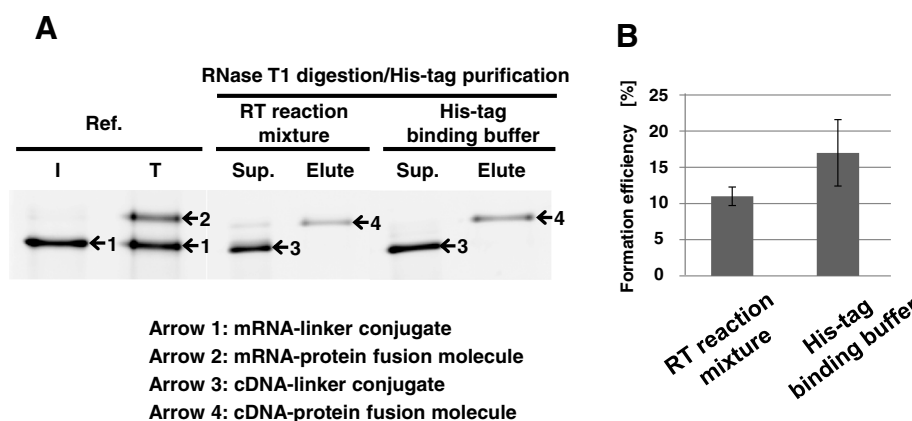 A
RNase T1 digestion/His-tag purification
Ref.
RT reaction
mixture
His-tag
binding buffer
I
T
Sup.
Elute
Sup.
Elute
1
2
1
3
4
3
4
Arrow 1: mRNA-linker conjugate
Arrow 2: mRNA-protein fusion molecule
Arrow 3: cDNA-linker conjugate
Arrow 4: cDNA-protein fusion molecule
B
Formation efficiency [%]
25
20
15
10
5
0
RT reaction
mixture
His-tag
binding buffer